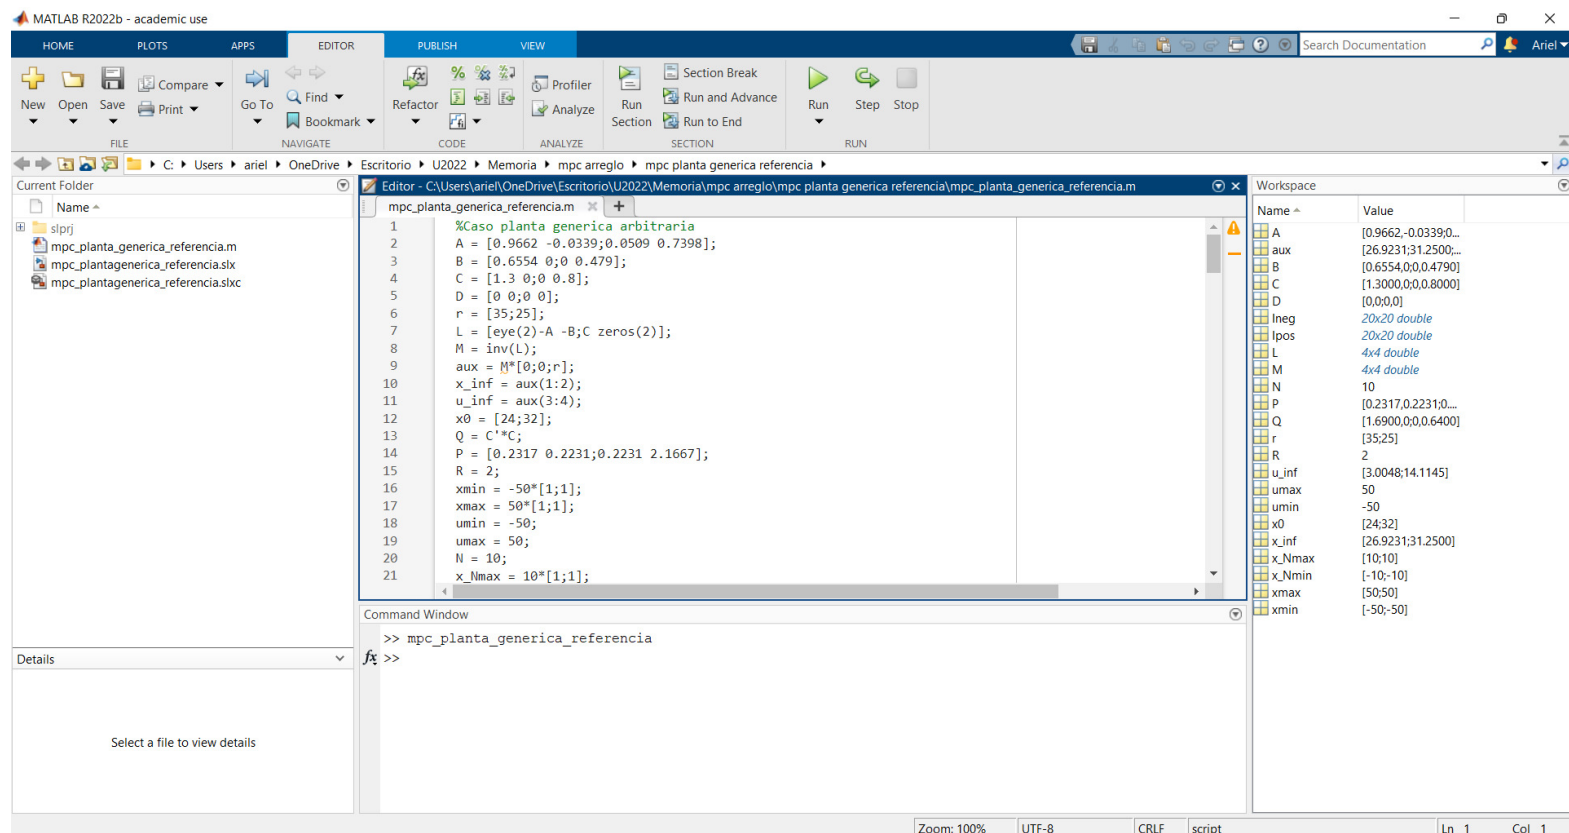 MATLAB R2022b - academic use
HOME PLOTS APPS EDITOR PUBLISH VIEW Search Documentation Ariel
New Open Save Compare Print Go To Find Bookmark Refactor Profiler Analyze Run Section Section Break Run and Advance Run to End Run Step Stop
FILE NAVIGATE CODE ANALYZE SECTION RUN
C: Users ariel OneDrive Escritorio U2022 Memoria mpc arreglo mpc planta generica referencia
Current Folder
Name
slprj
mpc_planta_generica_referencia.m
mpc_plantagenerica_referencia.slx
mpc_plantagenerica_referencia.slxc
Details
Select a file to view details
Editor - C:\Users\ariel\OneDrive\Escritorio\U2022\Memoria\mpc arreglo\mpc planta generica referencia\mpc_planta_generica_referencia.m
mpc_planta_generica_referencia.m
1 %Caso planta generica arbitraria
2 A = [0.9662 -0.0339;0.0509 0.7398];
3 B = [0.6554 0;0 0.479];
4 C = [1.3 0;0 0.8];
5 D = [0 0;0 0];
6 r = [35;25];
7 L = [eye(2)-A -B;C zeros(2)];
8 M = inv(L);
9 aux = M*[0;0;r];
10 x_inf = aux(1:2);
11 u_inf = aux(3:4);
12 x0 = [24;32];
13 Q = C'*C;
14 P = [0.2317 0.2231;0.2231 2.1667];
15 R = 2;
16 xmin = -50*[1;1];
17 xmax = 50*[1;1];
18 umin = -50;
19 umax = 50;
20 N = 10;
21 x_Nmax = 10*[1;1];
Command Window
>> mpc_planta_generica_referencia
fx >>
Workspace
Name Value
A [0.9662,-0.0339;0...
aux [26.9231;31.2500;...
B [0.6554,0;0,0.4790]
C [1.3000,0;0,0.8000]
D [0,0;0,0]
Ineg 20x20 double
Ipos 20x20 double
L 4x4 double
M 4x4 double
N 10
P [0.2317,0.2231;0....
Q [1.6900,0;0,0.6400]
r [35;25]
R 2
u_inf [3.0048;14.1145]
umax 50
umin -50
x0 [24;32]
x_inf [26.9231;31.2500]
x_Nmax [10;10]
x_Nmin [-10;-10]
xmax [50;50]
xmin [-50;-50]
Zoom: 100% UTF-8 CRLF script Ln 1 Col 1